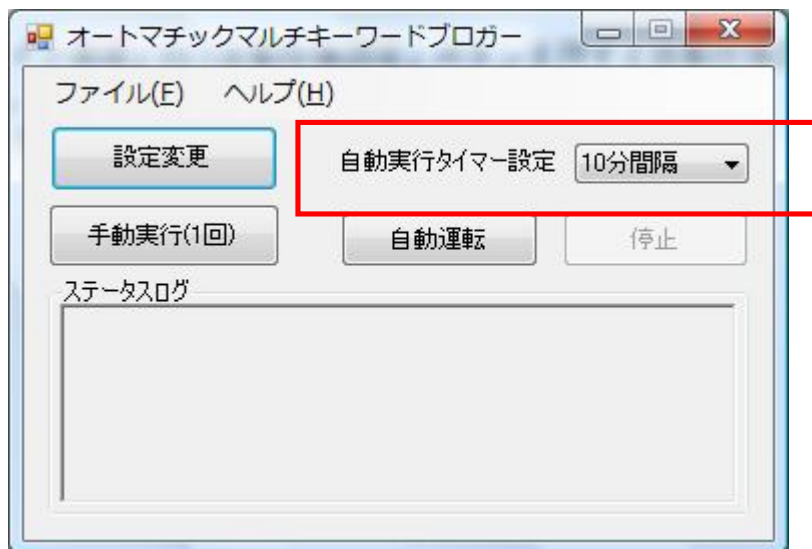 オートマチックマルチキーワードブロガー
ファイル(F) ヘルプ(H)
設定変更 自動実行タイマー設定 10分間隔
手動実行(1回) 自動運転 停止
ステータスログ